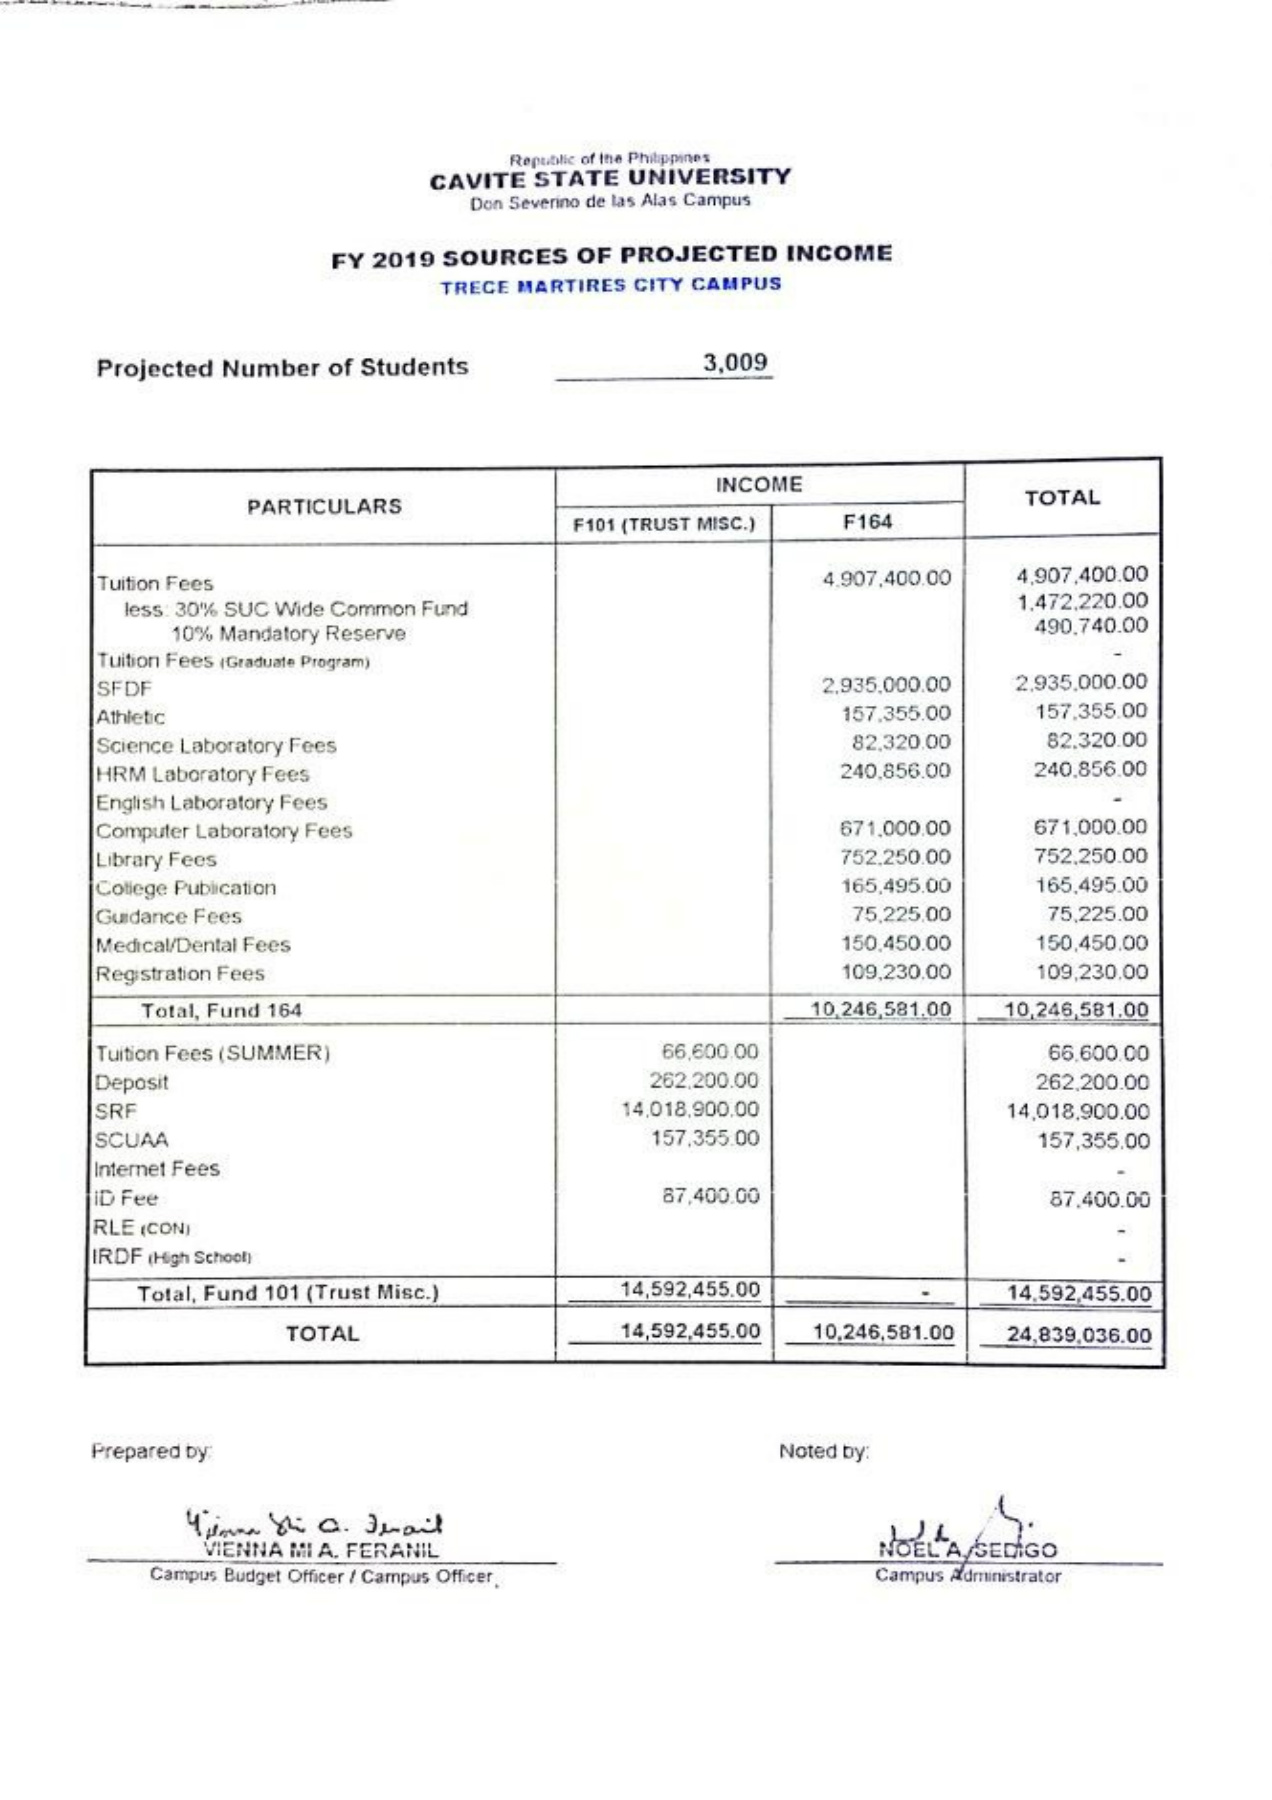 Republic of the Philippines
CAVITE STATE UNIVERSITY
Don Severino de las Alas Campus
FY 2019 SOURCES OF PROJECTED INCOME
TRECE MARTIRES CITY CAMPUS
Projected Number of Students 3,009
PARTICULARS INCOME TOTAL
F101 (TRUST MISC.) F164
Tuition Fees 4,907,400.00 4,907,400.00
less: 30% SUC Wide Common Fund 1,472,220.00
10% Mandatory Reserve 490,740.00
Tuition Fees (Graduate Program) -
SFDF 2,935,000.00 2,935,000.00
Athletic 157,355.00 157,355.00
Science Laboratory Fees 82,320.00 82,320.00
HRM Laboratory Fees 240,856.00 240,856.00
English Laboratory Fees -
Computer Laboratory Fees 671,000.00 671,000.00
Library Fees 752,250.00 752,250.00
College Publication 165,495.00 165,495.00
Guidance Fees 75,225.00 75,225.00
Medical/Dental Fees 150,450.00 150,450.00
Registration Fees 109,230.00 109,230.00
Total, Fund 164 10,246,581.00 10,246,581.00
Tuition Fees (SUMMER) 66,600.00 66,600.00
Deposit 262,200.00 262,200.00
SRF 14,018,900.00 14,018,900.00
SCUAA 157,355.00 157,355.00
Internet Fees -
ID Fee 87,400.00 87,400.00
RLE (CON) -
IRDF (High School) -
Total, Fund 101 (Trust Misc.) 14,592,455.00 - 14,592,455.00
TOTAL 14,592,455.00 10,246,581.00 24,839,036.00
Prepared by: Noted by:
VIENNA MI A. FERANIL NOEL A. SEDIGO
Campus Budget Officer / Campus Officer Campus Administrator